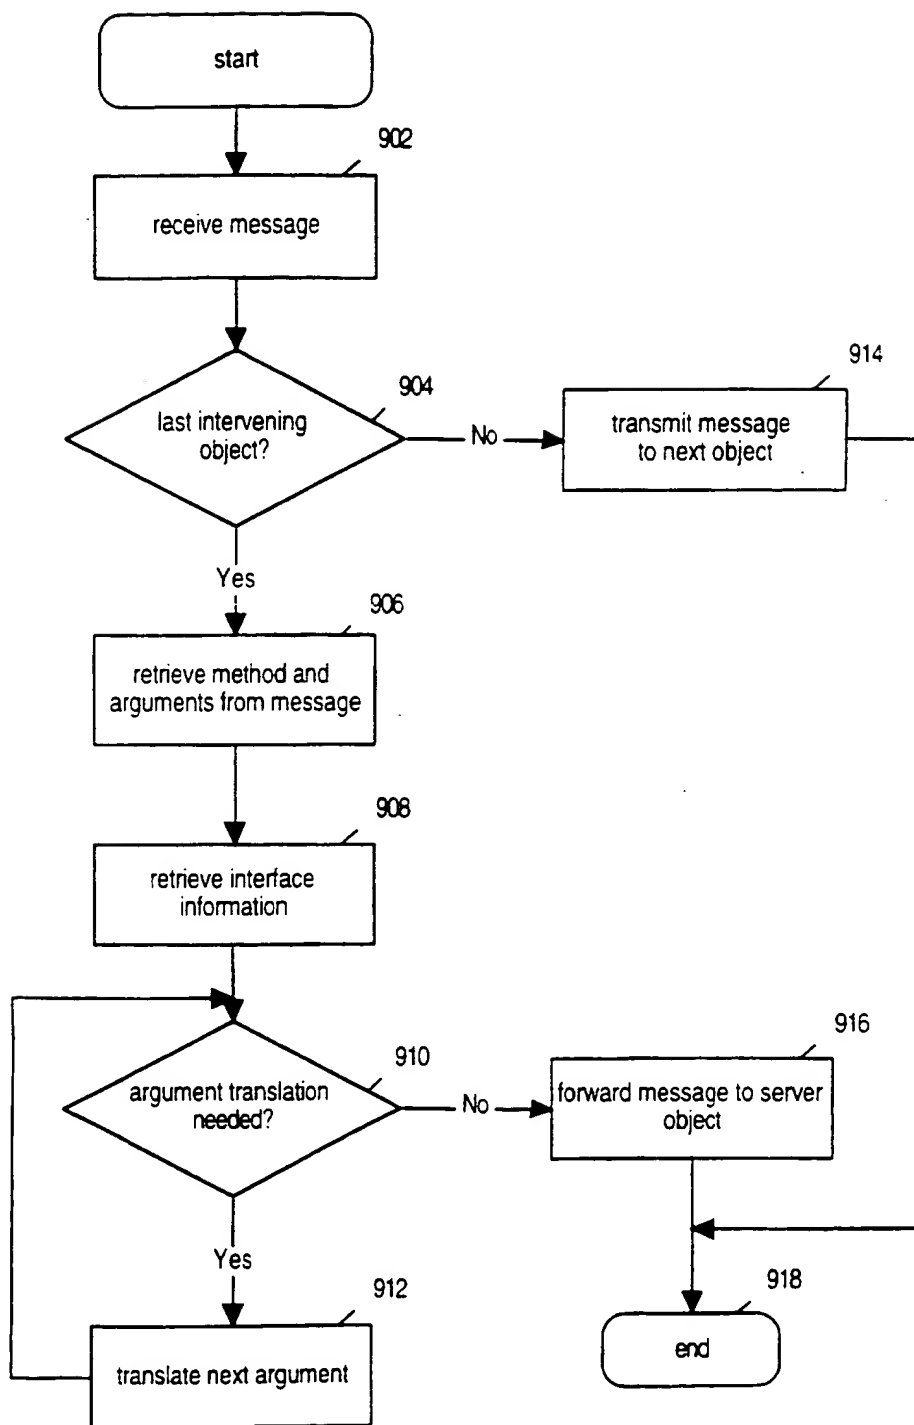 start
902
receive message
904
last intervening
object?
No
914
transmit message
to next object
Yes
906
retrieve method and
arguments from message
908
retrieve interface
information
910
argument translation
needed?
No
916
forward message to server
object
Yes
912
translate next argument
918
end